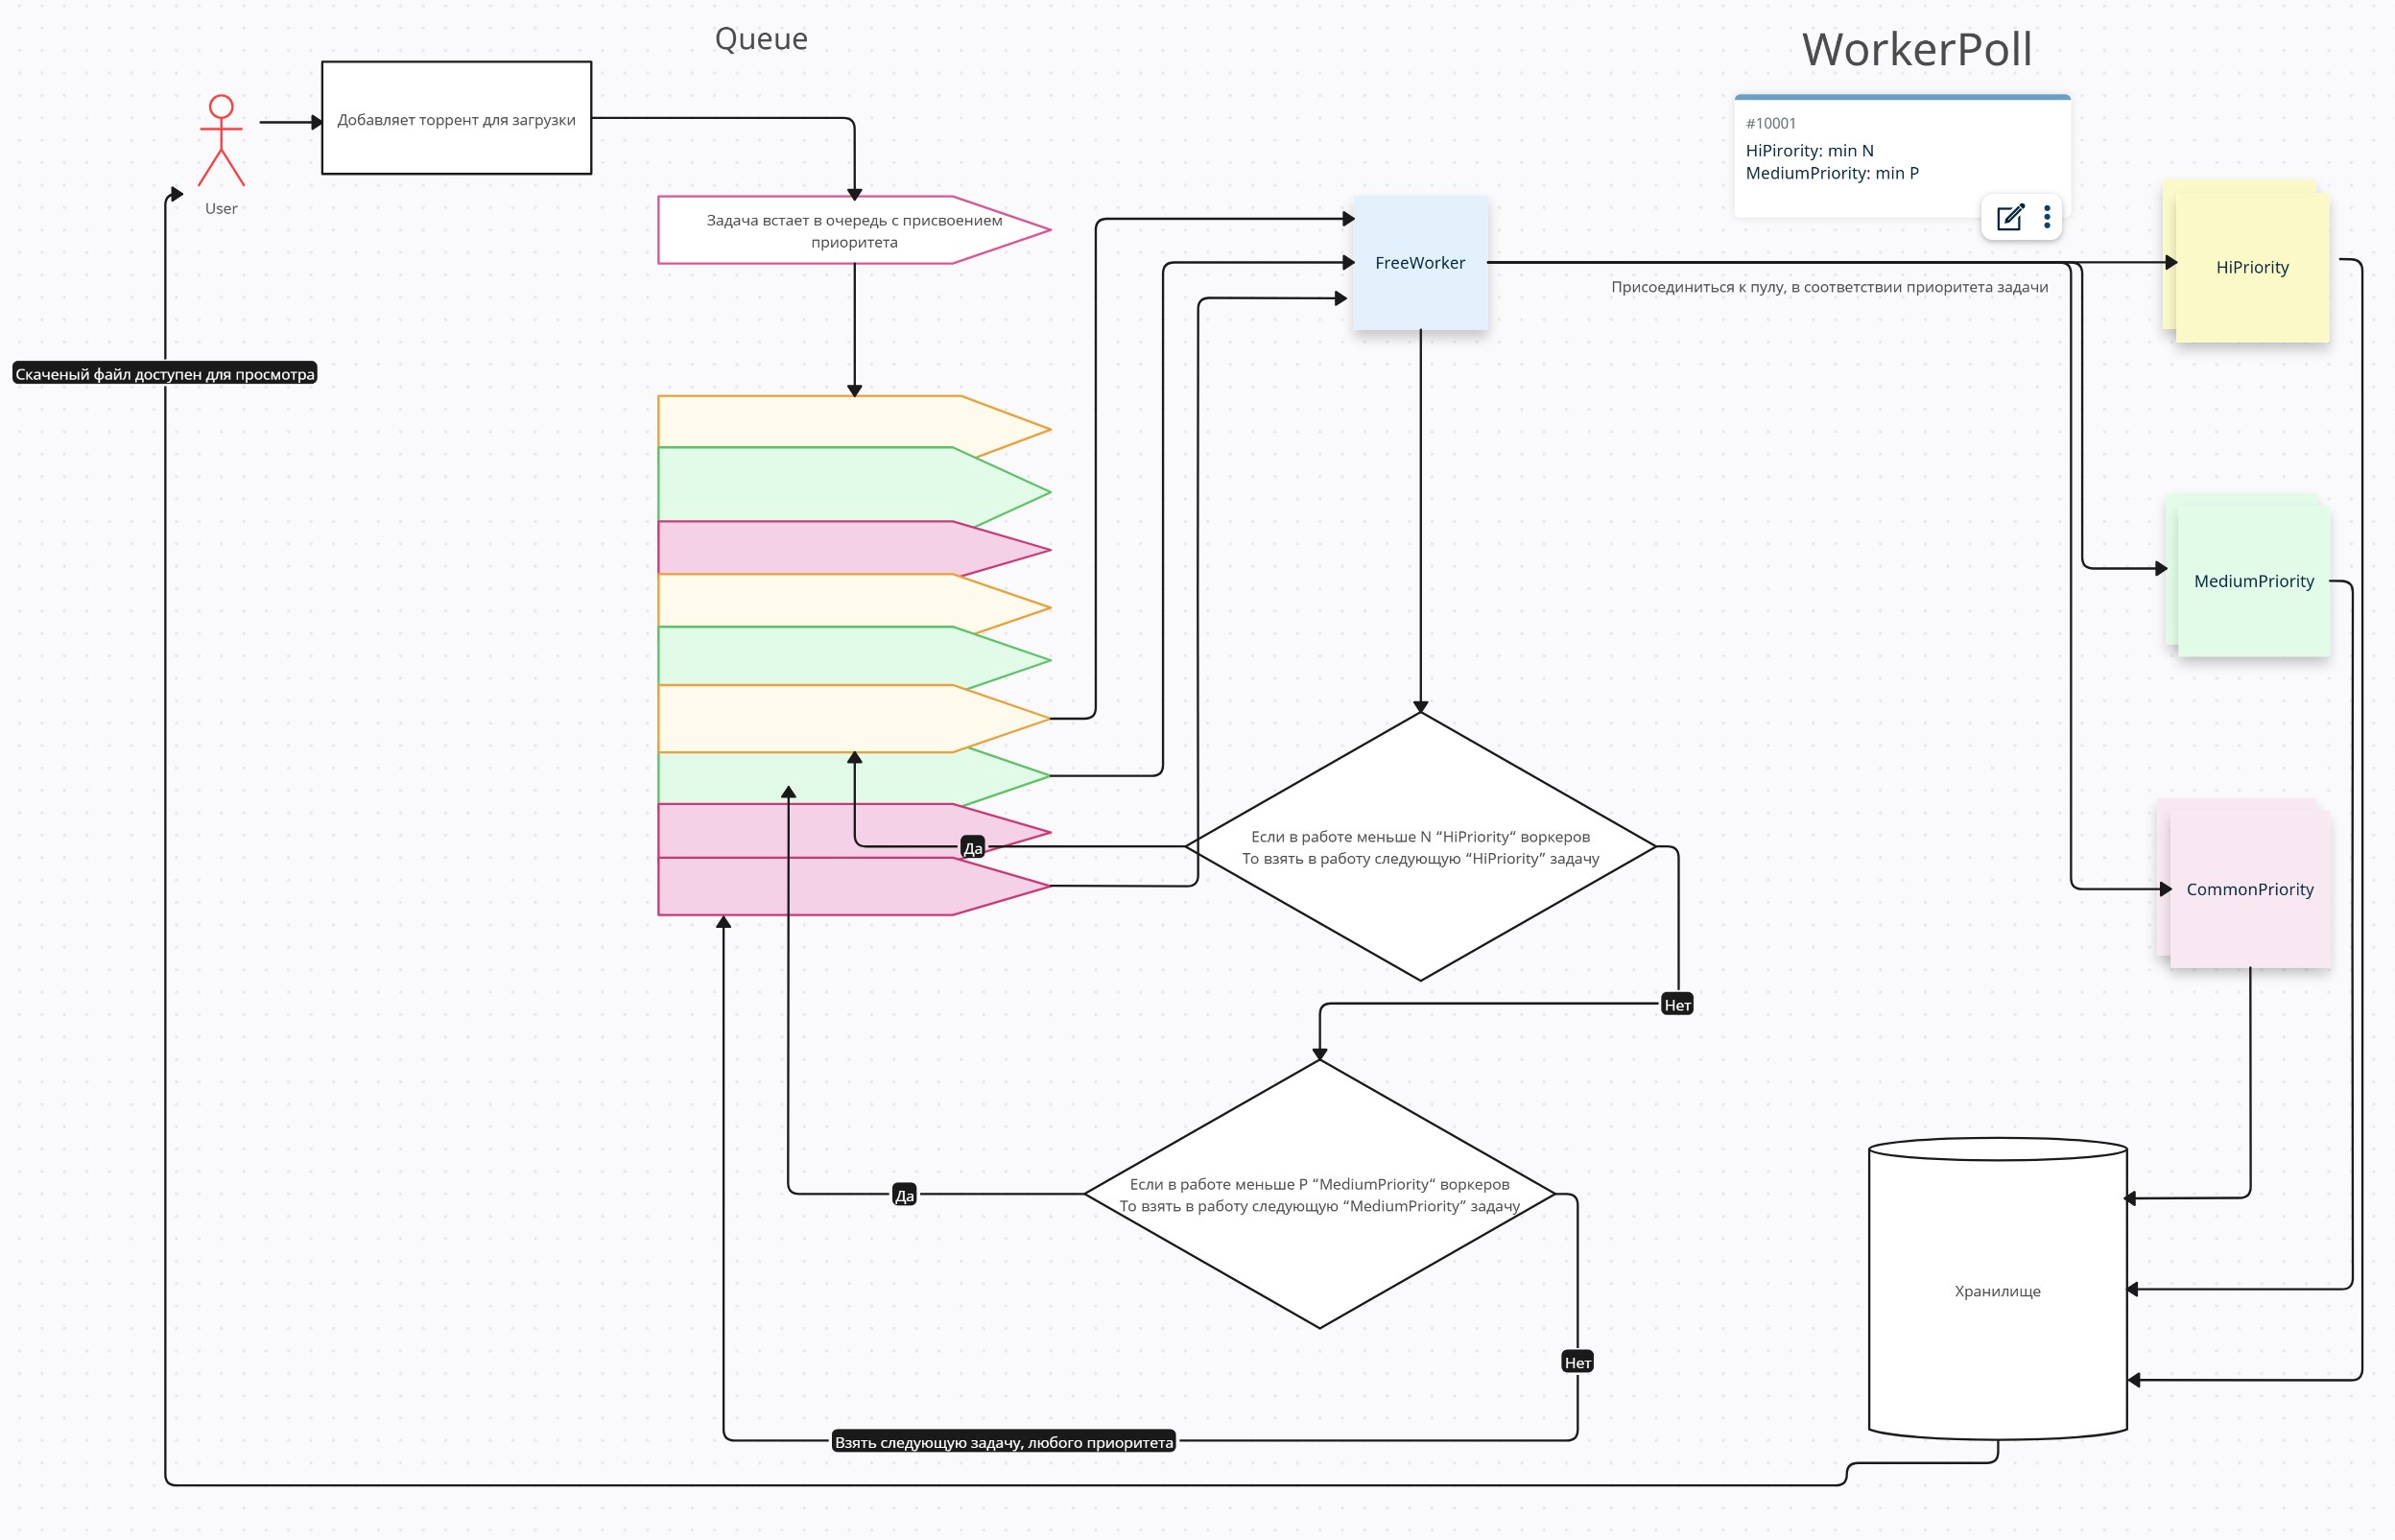 Queue
WorkerPoll
Добавляет торрент для загрузки
#10001
HiPirority: min N
MediumPriority: min P
User
Задача встает в очередь с присвоением
приоритета
FreeWorker
HiPriority
Присоединиться к пулу, в соответствии приоритета задачи
Скаченый файл доступен для просмотра
MediumPriority
Да
Если в работе меньше N “HiPriority“ воркеров
То взять в работу следующую “HiPriority” задачу
CommonPriority
Нет
Да
Если в работе меньше P “MediumPriority“ воркеров
То взять в работу следующую “MediumPriority” задачу
Хранилище
Нет
Взять следующую задачу, любого приоритета